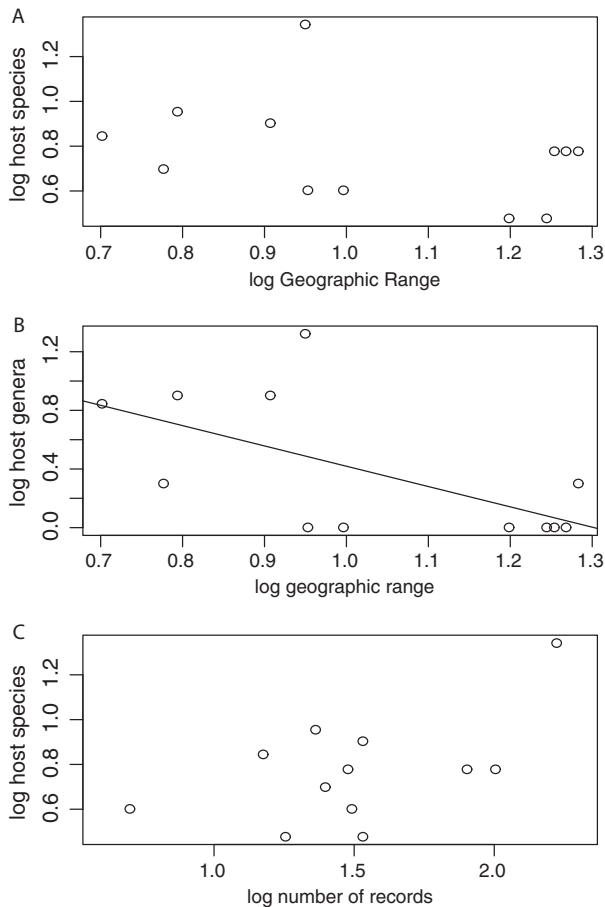 A
log host species
1.2
1.0
0.8
0.6
0.7 0.8 0.9 1.0 1.1 1.2 1.3
log Geographic Range
B
log host genera
1.2
0.8
0.4
0.0
0.7 0.8 0.9 1.0 1.1 1.2 1.3
log geographic range
C
log host species
1.2
1.0
0.8
0.6
1.0 1.5 2.0
log number of records